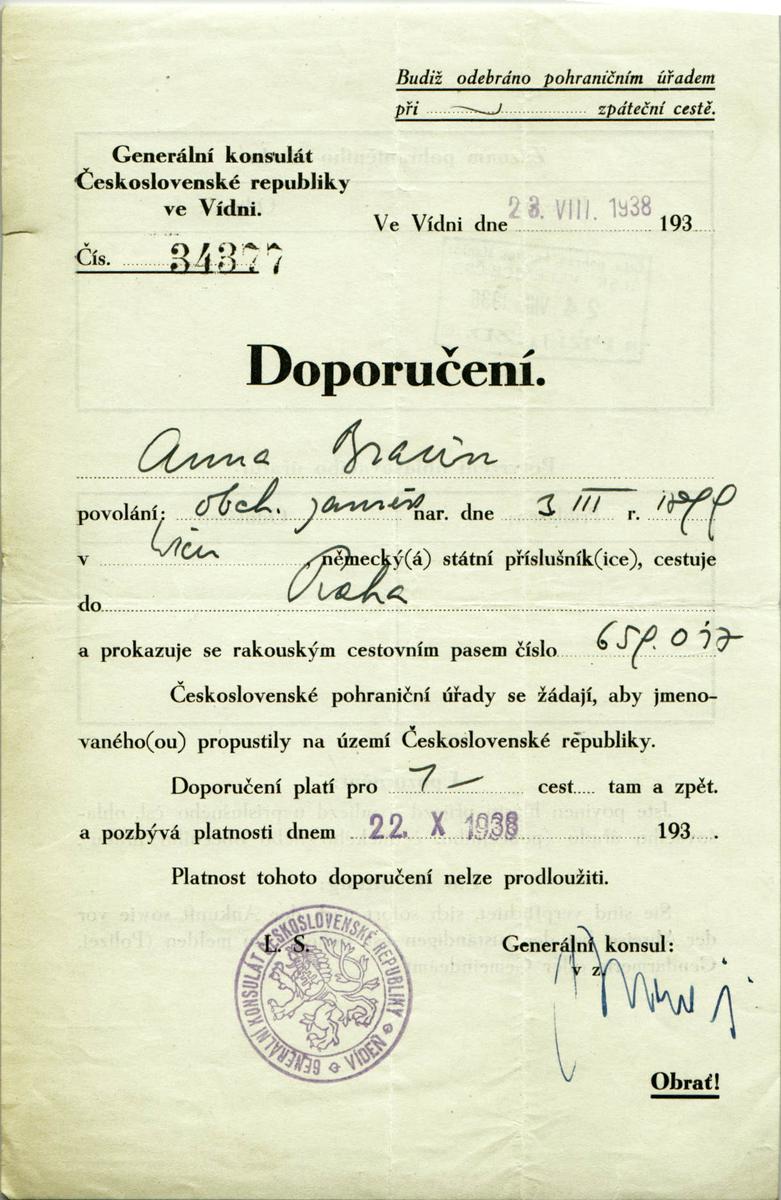 Budiž odebráno pohraničním úřadem
při zpáteční cestě.
Generální konsulát
Československé republiky
ve Vídni.
Ve Vídni dne 23. VIII. 1938 193
Čís. 34377
Doporučení.
Anna Braun
povolání: obch. nar. dne 3 III r. 1899
v Wien, německý(á) státní příslušník(ice), cestuje
do Praha
a prokazuje se rakouským cestovním pasem číslo 659.017
Československé pohraniční úřady se žádají, aby jmeno-
vaného(ou) propustily na území Československé republiky.
Doporučení platí pro 1 — cest tam a zpět.
a pozbývá platnosti dnem 22. X 1938 193 .
Platnost tohoto doporučení nelze prodloužiti.
L. S.
Generální konsul:
v z.
GENERÁLNÍ KONSULÁT ČESKOSLOVENSKÉ REPUBLIKY
VÍDEŇ
Obrať!